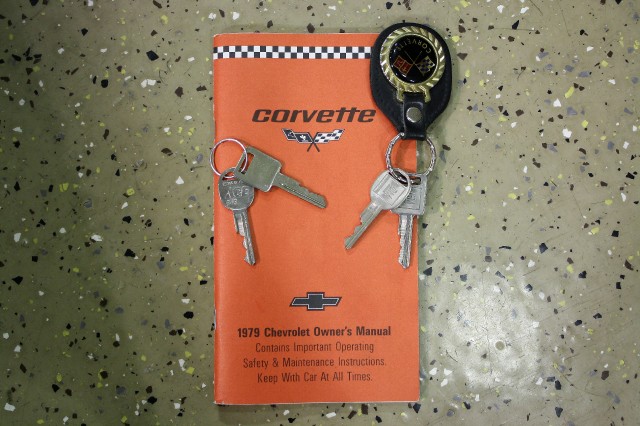 corvette
1979 Chevrolet Owner's Manual
Contains Important Operating
Safety & Maintenance Instructions.
Keep With Car At All Times.